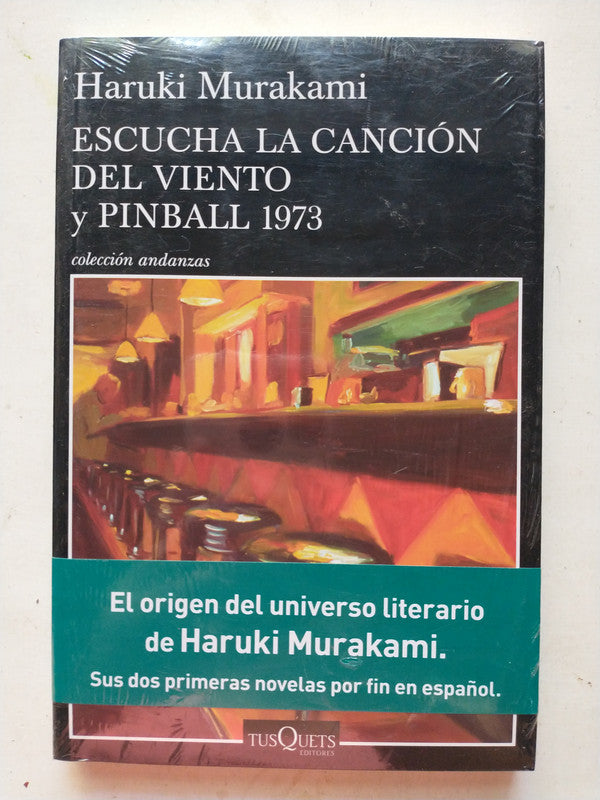 Haruki Murakami
ESCUCHA LA CANCIÓN
DEL VIENTO
y PINBALL 1973
colección andanzas
El origen del universo literario
de Haruki Murakami.
Sus dos primeras novelas por fin en español.
TUSQUETS
EDITORES